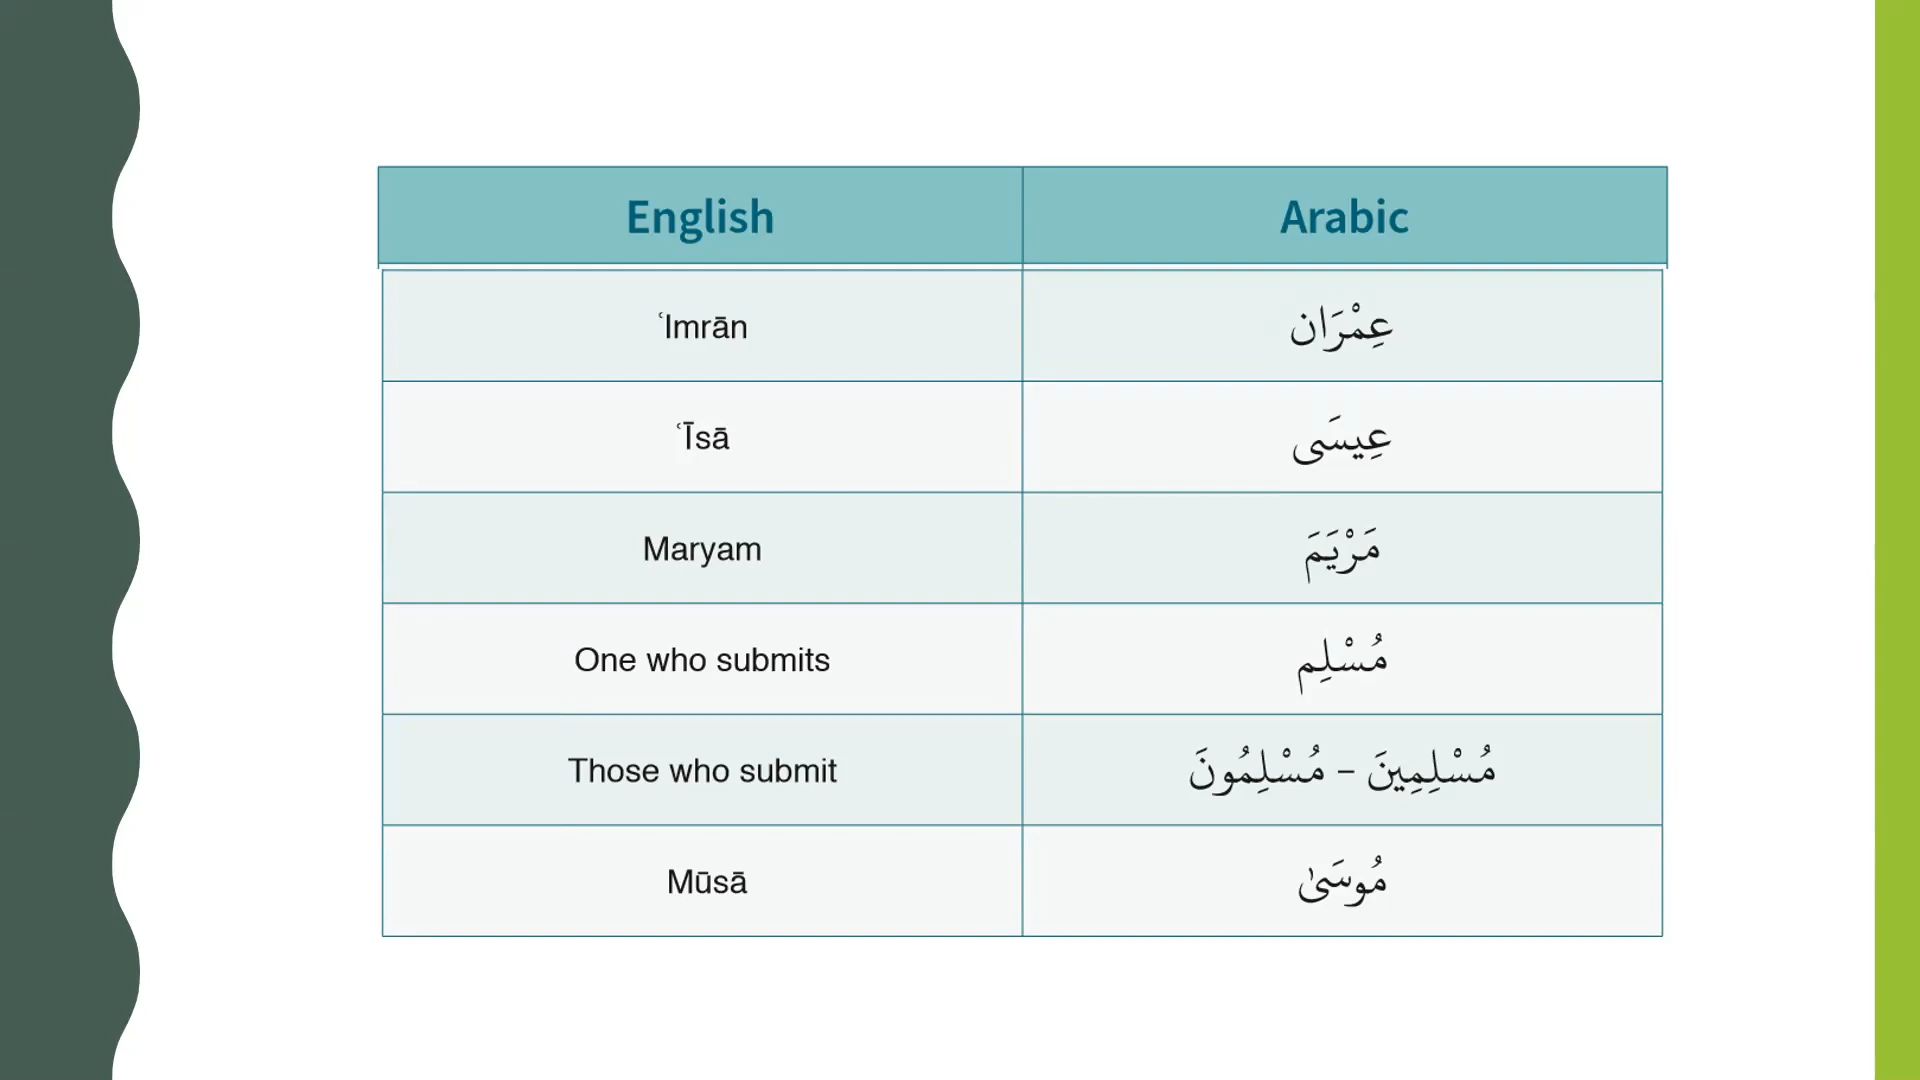 English Arabic
ʿImrān عِمْرَان
ʿĪsā عِيسَى
Maryam مَرْيَمَ
One who submits مُسْلِم
Those who submit مُسْلِمِينَ – مُسْلِمُونَ
Mūsā مُوسَىٰ